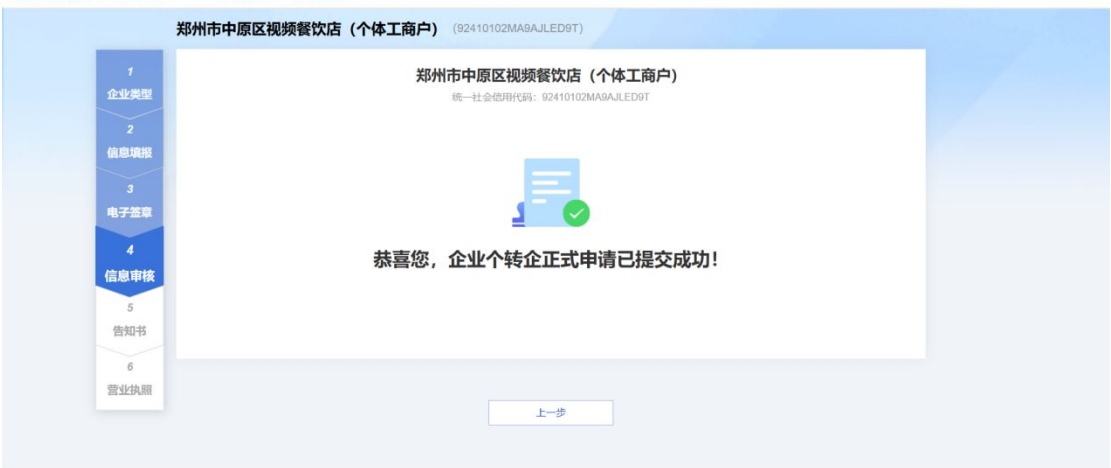 郑州市中原区视频餐饮店（个体工商户）（92410102MA9AJLED9T）
1
企业类型
2
信息填报
3
电子签章
4
信息审核
5
告知书
6
营业执照
郑州市中原区视频餐饮店（个体工商户）
统一社会信用代码：92410102MA9AJLED9T
恭喜您，企业个转企正式申请已提交成功！
上一步